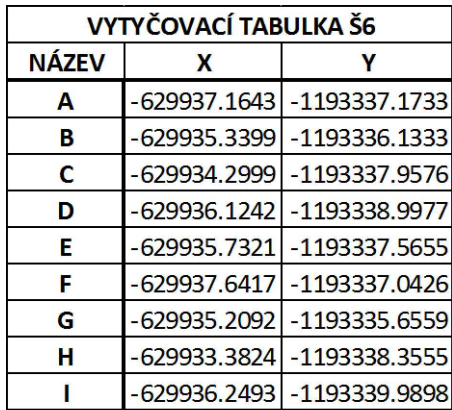 VYTYČOVACÍ TABULKA Š6
NÁZEV X Y
A -629937.1643 -1193337.1733
B -629935.3399 -1193336.1333
C -629934.2999 -1193337.9576
D -629936.1242 -1193338.9977
E -629935.7321 -1193337.5655
F -629937.6417 -1193337.0426
G -629935.2092 -1193335.6559
H -629933.3824 -1193338.3555
I -629936.2493 -1193339.9898